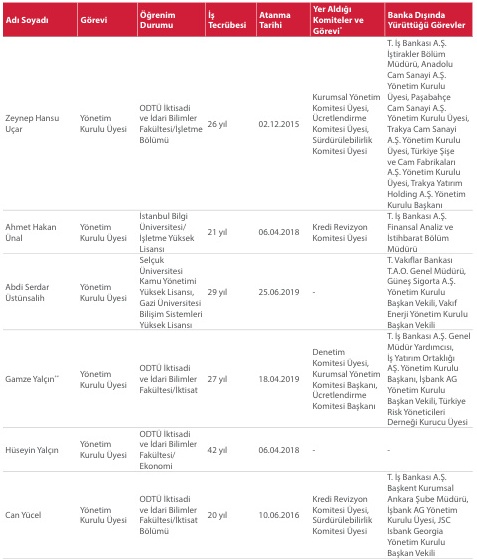 Adı Soyadı
Görevi
Öğrenim
Durumu
İş
Tecrübesi
Atanma
Tarihi
Yer Aldığı
Komiteler ve
Görevi*
Banka Dışında
Yürüttüğü Görevler
Zeynep Hansu
Uçar
Yönetim
Kurulu Üyesi
ODTÜ İktisadi
ve İdari Bilimler
Fakültesi/İşletme
Bölümü
26 yıl
02.12.2015
Kurumsal Yönetim
Komitesi Üyesi,
Ücretlendirme
Komitesi Üyesi,
Sürdürülebilirlik
Komitesi Üyesi
T. İş Bankası A.Ş.
İştirakler Bölüm
Müdürü, Anadolu
Cam Sanayi A.Ş.
Yönetim Kurulu
Üyesi, Paşabahçe
Cam Sanayi A.Ş.
Yönetim Kurulu Üyesi,
Trakya Cam Sanayi
A.Ş. Yönetim Kurulu
Üyesi, Türkiye Şişe
ve Cam Fabrikaları
A.Ş. Yönetim Kurulu
Üyesi, Trakya Yatırım
Holding A.Ş. Yönetim
Kurulu Başkanı
Ahmet Hakan
Ünal
Yönetim
Kurulu Üyesi
İstanbul Bilgi
Üniversitesi/
İşletme Yüksek
Lisansı
21 yıl
06.04.2018
Kredi Revizyon
Komitesi Üyesi
T. İş Bankası A.Ş.
Finansal Analiz ve
İstihbarat Bölüm
Müdürü
Abdi Serdar
Üstünsalih
Yönetim
Kurulu Üyesi
Selçuk
Üniversitesi
Kamu Yönetimi
Yüksek Lisansı,
Gazi Üniversitesi
Bilişim Sistemleri
Yüksek Lisansı
29 yıl
25.06.2019
-
T. Vakıflar Bankası
T.A.O. Genel Müdürü,
Güneş Sigorta A.Ş.
Yönetim Kurulu
Başkan Vekili, Vakıf
Enerji Yönetim Kurulu
Başkan Vekili
Gamze Yalçın**
Yönetim
Kurulu Üyesi
ODTÜ İktisadi
ve İdari Bilimler
Fakültesi/İktisat
27 yıl
18.04.2019
Denetim
Komitesi Üyesi,
Kurumsal Yönetim
Komitesi Başkanı,
Ücretlendirme
Komitesi Başkanı
T. İş Bankası A.Ş. Genel
Müdür Yardımcısı,
İş Yatırım Ortaklığı
AŞ. Yönetim Kurulu
Başkanı, İşbank AG
Yönetim Kurulu
Başkan Vekili, Türkiye
Risk Yöneticileri
Derneği Kurucu Üyesi
Hüseyin Yalçın
Yönetim
Kurulu Üyesi
ODTÜ İktisadi
ve İdari Bilimler
Fakültesi/
Ekonomi
42 yıl
06.04.2018
-
-
Can Yücel
Yönetim
Kurulu Üyesi
ODTÜ İktisadi
ve İdari Bilimler
Fakültesi/İktisat
Bölümü
20 yıl
10.06.2016
Kredi Revizyon
Komitesi Üyesi,
Sürdürülebilirlik
Komitesi Üyesi
T. İş Bankası A.Ş.
Başkent Kurumsal
Ankara Şube Müdürü,
İşbank AG Yönetim
Kurulu Üyesi, JSC
Isbank Georgia
Yönetim Kurulu
Başkan Vekili